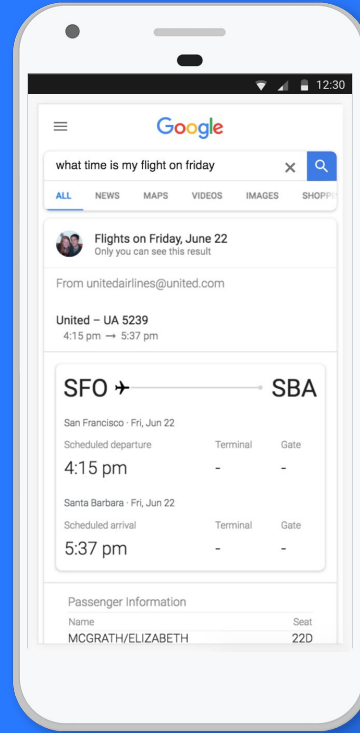 12:30
Google
what time is my flight on friday
ALL NEWS MAPS VIDEOS IMAGES
Flights on Friday, June 22
Only you can see this result
From unitedairlines@united.com
United – UA 5239
4:15 pm → 5:37 pm
SFO SBA
San Francisco · Fri, Jun 22
Scheduled departure Terminal Gate
4:15 pm - -
Santa Barbara · Fri, Jun 22
Scheduled arrival Terminal Gate
5:37 pm - -
Passenger Information
Name Seat
MCGRATH/ELIZABETH 22D